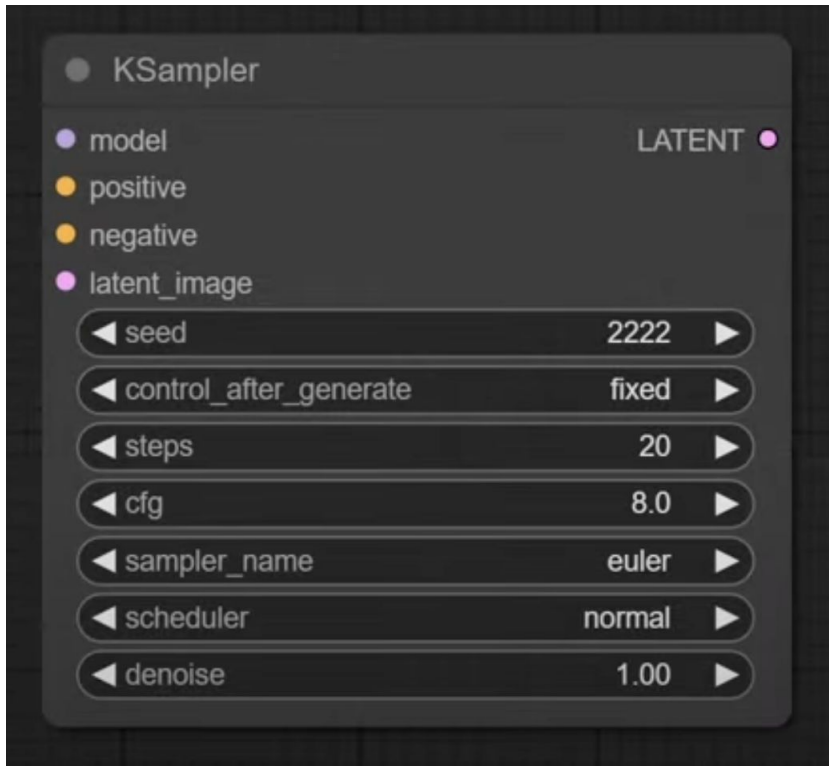 KSampler
model LATENT
positive
negative
latent_image
seed 2222
control_after_generate fixed
steps 20
cfg 8.0
sampler_name euler
scheduler normal
denoise 1.00